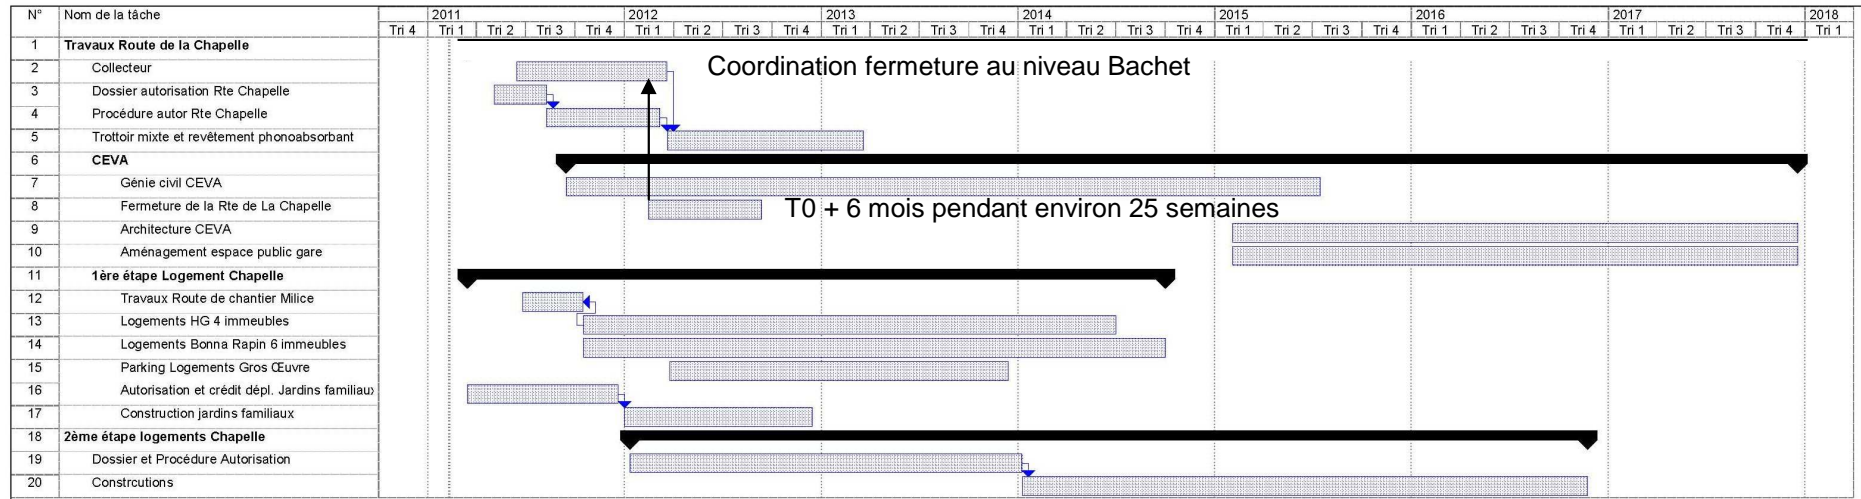 N° Nom de la tâche 2011 2012 2013 2014 2015 2016 2017 2018
Tri 4 Tri 1 Tri 2 Tri 3 Tri 4 Tri 1 Tri 2 Tri 3 Tri 4 Tri 1 Tri 2 Tri 3 Tri 4 Tri 1 Tri 2 Tri 3 Tri 4 Tri 1 Tri 2 Tri 3 Tri 4 Tri 1 Tri 2 Tri 3 Tri 4 Tri 1 Tri 2 Tri 3 Tri 4 Tri 1
1 Travaux Route de la Chapelle
2 Collecteur Coordination fermeture au niveau Bachet
3 Dossier autorisation Rte Chapelle
4 Procédure autor Rte Chapelle
5 Trottoir mixte et revêtement phonoabsorbant
6 CEVA
7 Génie civil CEVA
8 Fermeture de la Rte de La Chapelle T0 + 6 mois pendant environ 25 semaines
9 Architecture CEVA
10 Aménagement espace public gare
11 1ère étape Logement Chapelle
12 Travaux Route de chantier Milice
13 Logements HG 4 immeubles
14 Logements Bonna Rapin 6 immeubles
15 Parking Logements Gros Œuvre
16 Autorisation et crédit dépl. Jardins familiaux
17 Construction jardins familiaux
18 2ème étape logements Chapelle
19 Dossier et Procédure Autorisation
20 Constrcutions